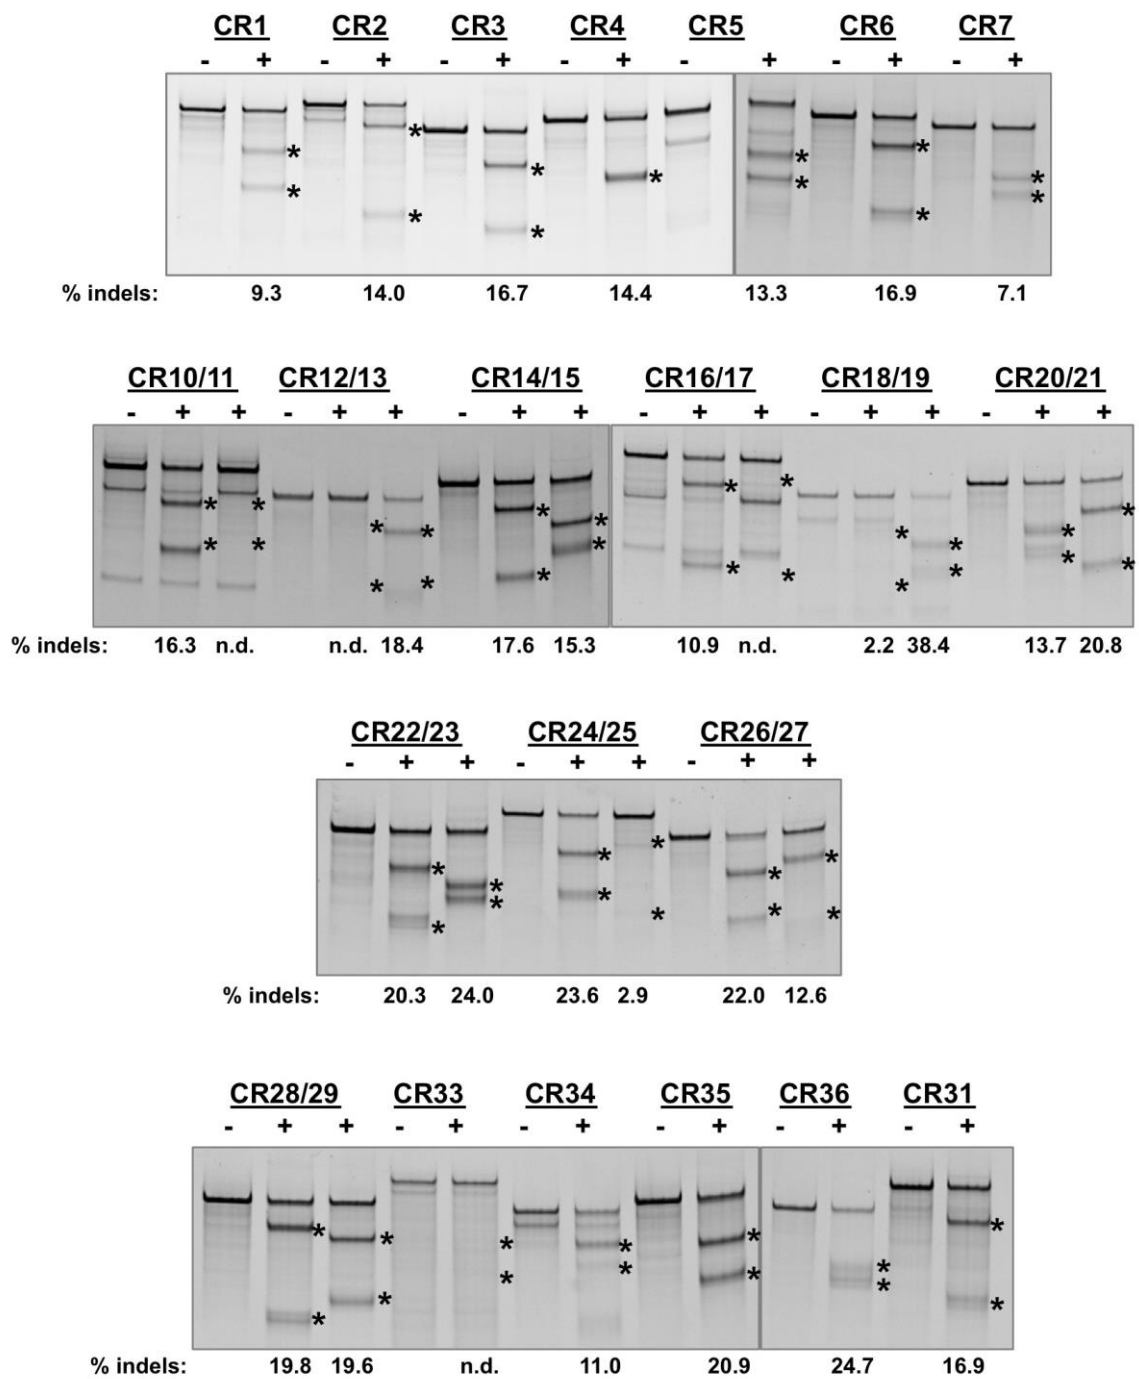 CR1 CR2 CR3 CR4 CR5 CR6 CR7
- + - + - + - + - + - + - +
* * * * * * * * * * * * *
% indels: 9.3 14.0 16.7 14.4 13.3 16.9 7.1
CR10/11 CR12/13 CR14/15 CR16/17 CR18/19 CR20/21
- + + - + + - + + - + + - + + - + +
* * * * * * * * * * * * * * * * * * * * * * * *
% indels: 16.3 n.d. n.d. 18.4 17.6 15.3 10.9 n.d. 2.2 38.4 13.7 20.8
CR22/23 CR24/25 CR26/27
- + + - + + - + +
* * * * * * * * * * * *
% indels: 20.3 24.0 23.6 2.9 22.0 12.6
CR28/29 CR33 CR34 CR35 CR36 CR31
- + + - + - + - + - + - +
* * * * * * * * * * * * * *
% indels: 19.8 19.6 n.d. 11.0 20.9 24.7 16.9